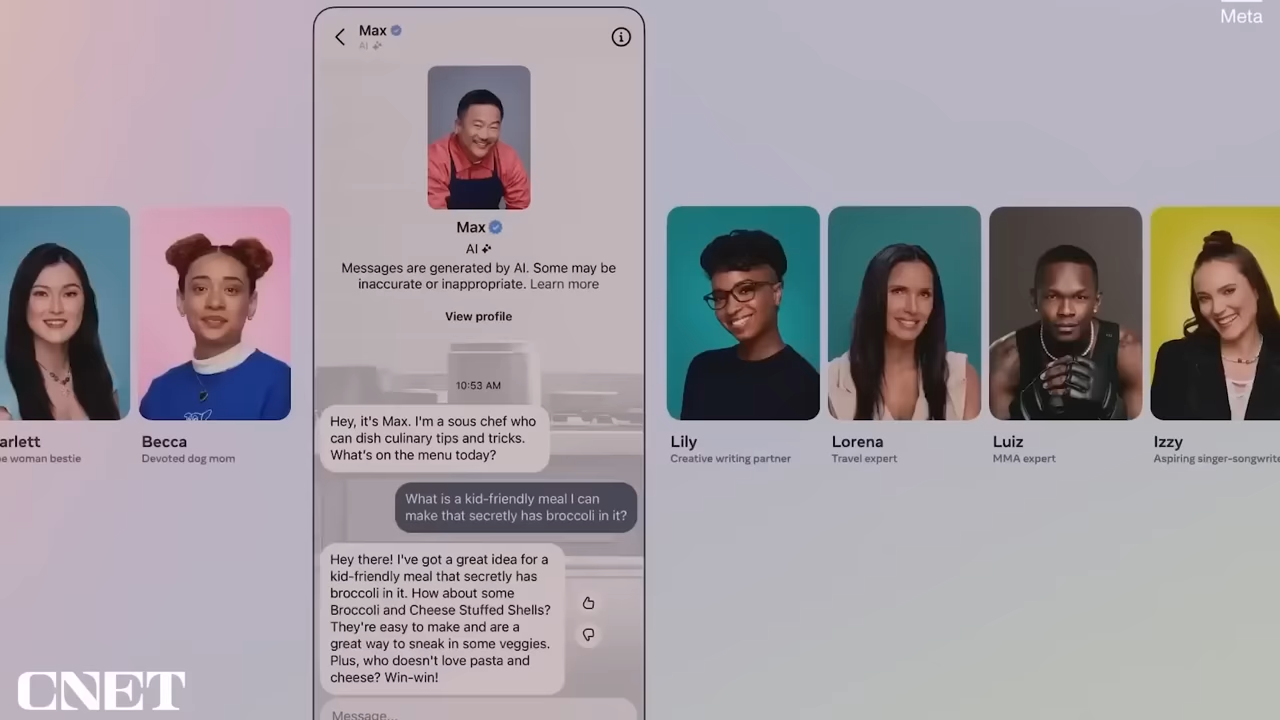 Meta
Max
AI
Max
AI
Messages are generated by AI. Some may be
inaccurate or inappropriate. Learn more
View profile
10:53 AM
Hey, it's Max. I'm a sous chef who
can dish culinary tips and tricks.
What's on the menu today?
What is a kid-friendly meal I can
make that secretly has broccoli in it?
Hey there! I've got a great idea for a
kid-friendly meal that secretly has
broccoli in it. How about some
Broccoli and Cheese Stuffed Shells?
They're easy to make and are a
great way to sneak in some veggies.
Plus, who doesn't love pasta and
cheese? Win-win!
Message...
arlett
e woman bestie
Becca
Devoted dog mom
Lily
Creative writing partner
Lorena
Travel expert
Luiz
MMA expert
Izzy
Aspiring singer-songwrite
CNET